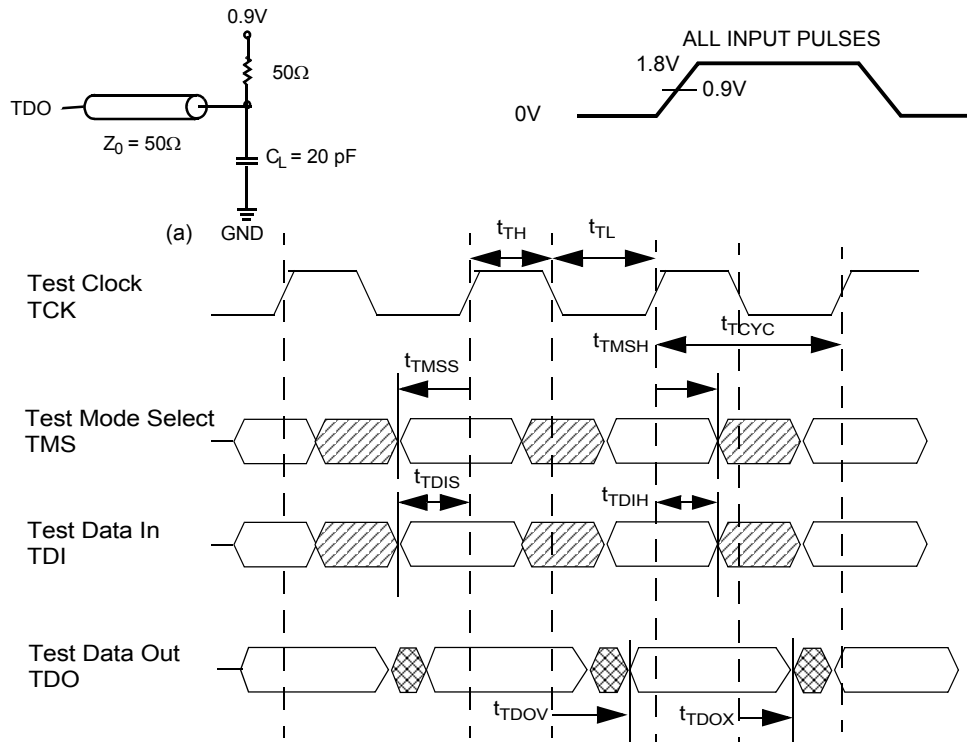 0.9V
50Ω
TDO
Z0 = 50Ω
CL = 20 pF
(a)
GND
ALL INPUT PULSES
1.8V
0.9V
0V
tTH
tTL
Test Clock
TCK
tTCYC
tTMSH
tTMSS
Test Mode Select
TMS
tTDIS
tTDIH
Test Data In
TDI
Test Data Out
TDO
tTDOV
tTDOX